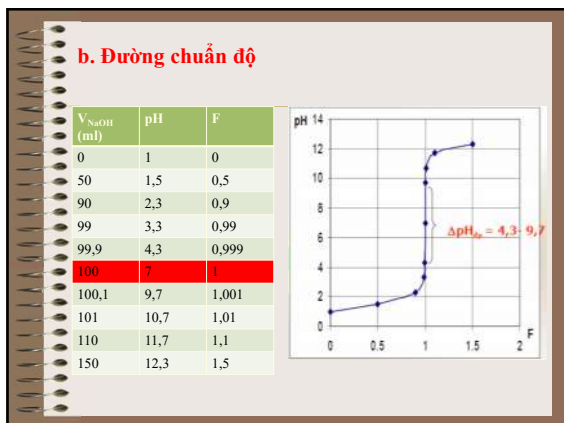 b. Đường chuẩn độ
V_NaOH (ml) pH F
0 1 0
50 1,5 0,5
90 2,3 0,9
99 3,3 0,99
99,9 4,3 0,999
100 7 1
100,1 9,7 1,001
101 10,7 1,01
110 11,7 1,1
150 12,3 1,5
pH 14
12
10
8
6
4
2
0
ΔpH = 4,3- 9,7
F
0 0.5 1 1.5 2